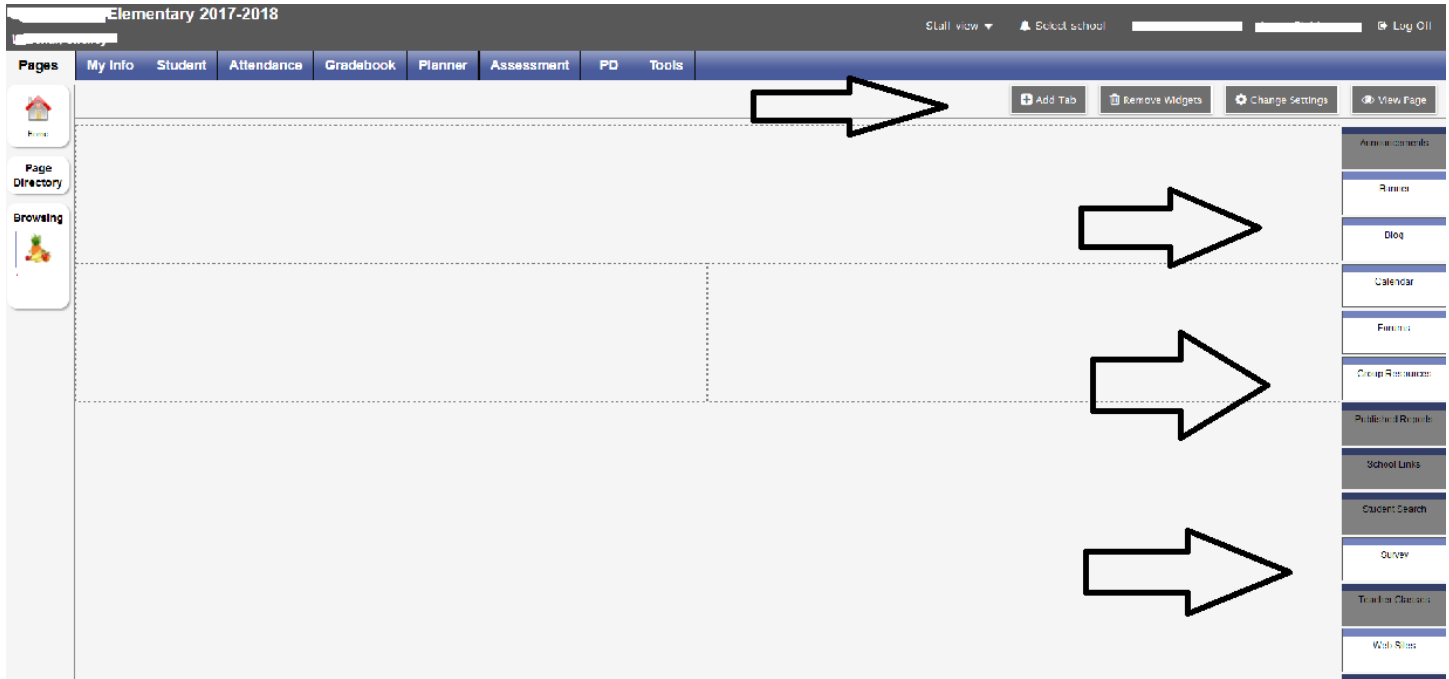 Elementary 2017-2018
Staff view Select school Log Off
Pages My Info Student Attendance Gradebook Planner Assessment PD Tools
Add Tab Remove Widgets Change Settings View Page
Home
Page
Directory
Browsing
Announcements
Banner
Blog
Calendar
Forums
Group Resources
Published Reports
School Links
Student Search
Survey
Teacher Classes
Web Sites